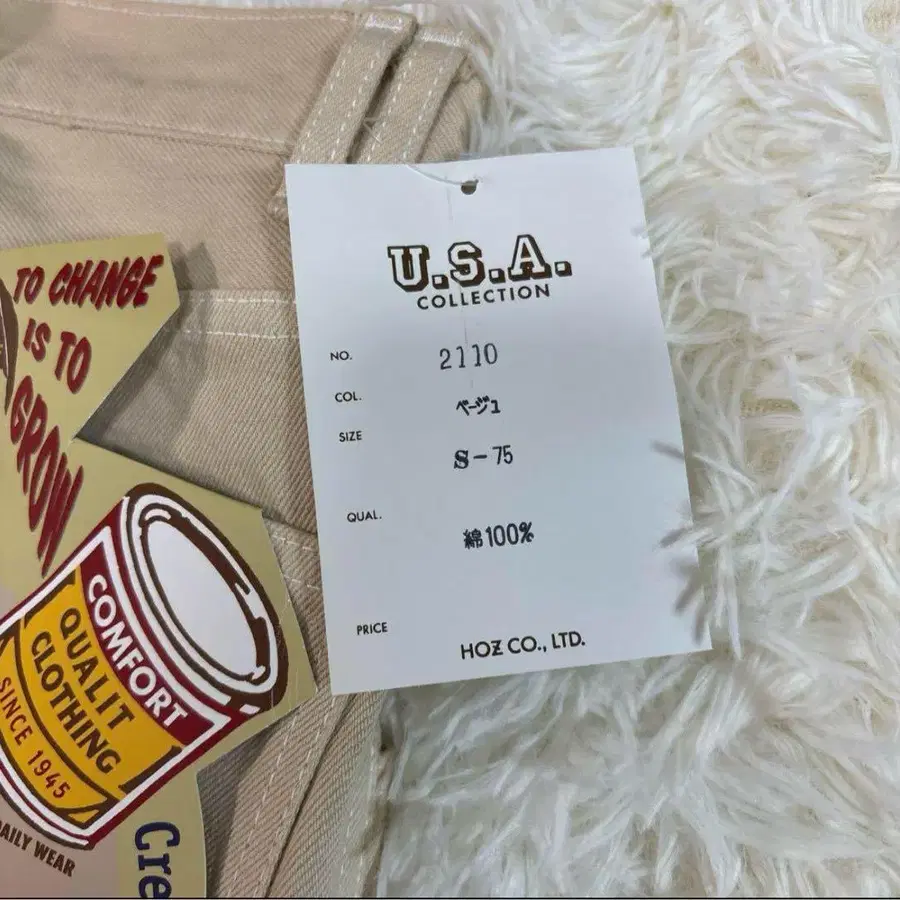 TO CHANGE
IS TO
GROW
COMFORT
QUALIT
CLOTHING
SINCE 1945
DAILY WEAR
Cre
U.S.A.
COLLECTION
NO. 2110
COL. ベージュ
SIZE S-75
QUAL. 綿100%
PRICE
HOZ CO., LTD.